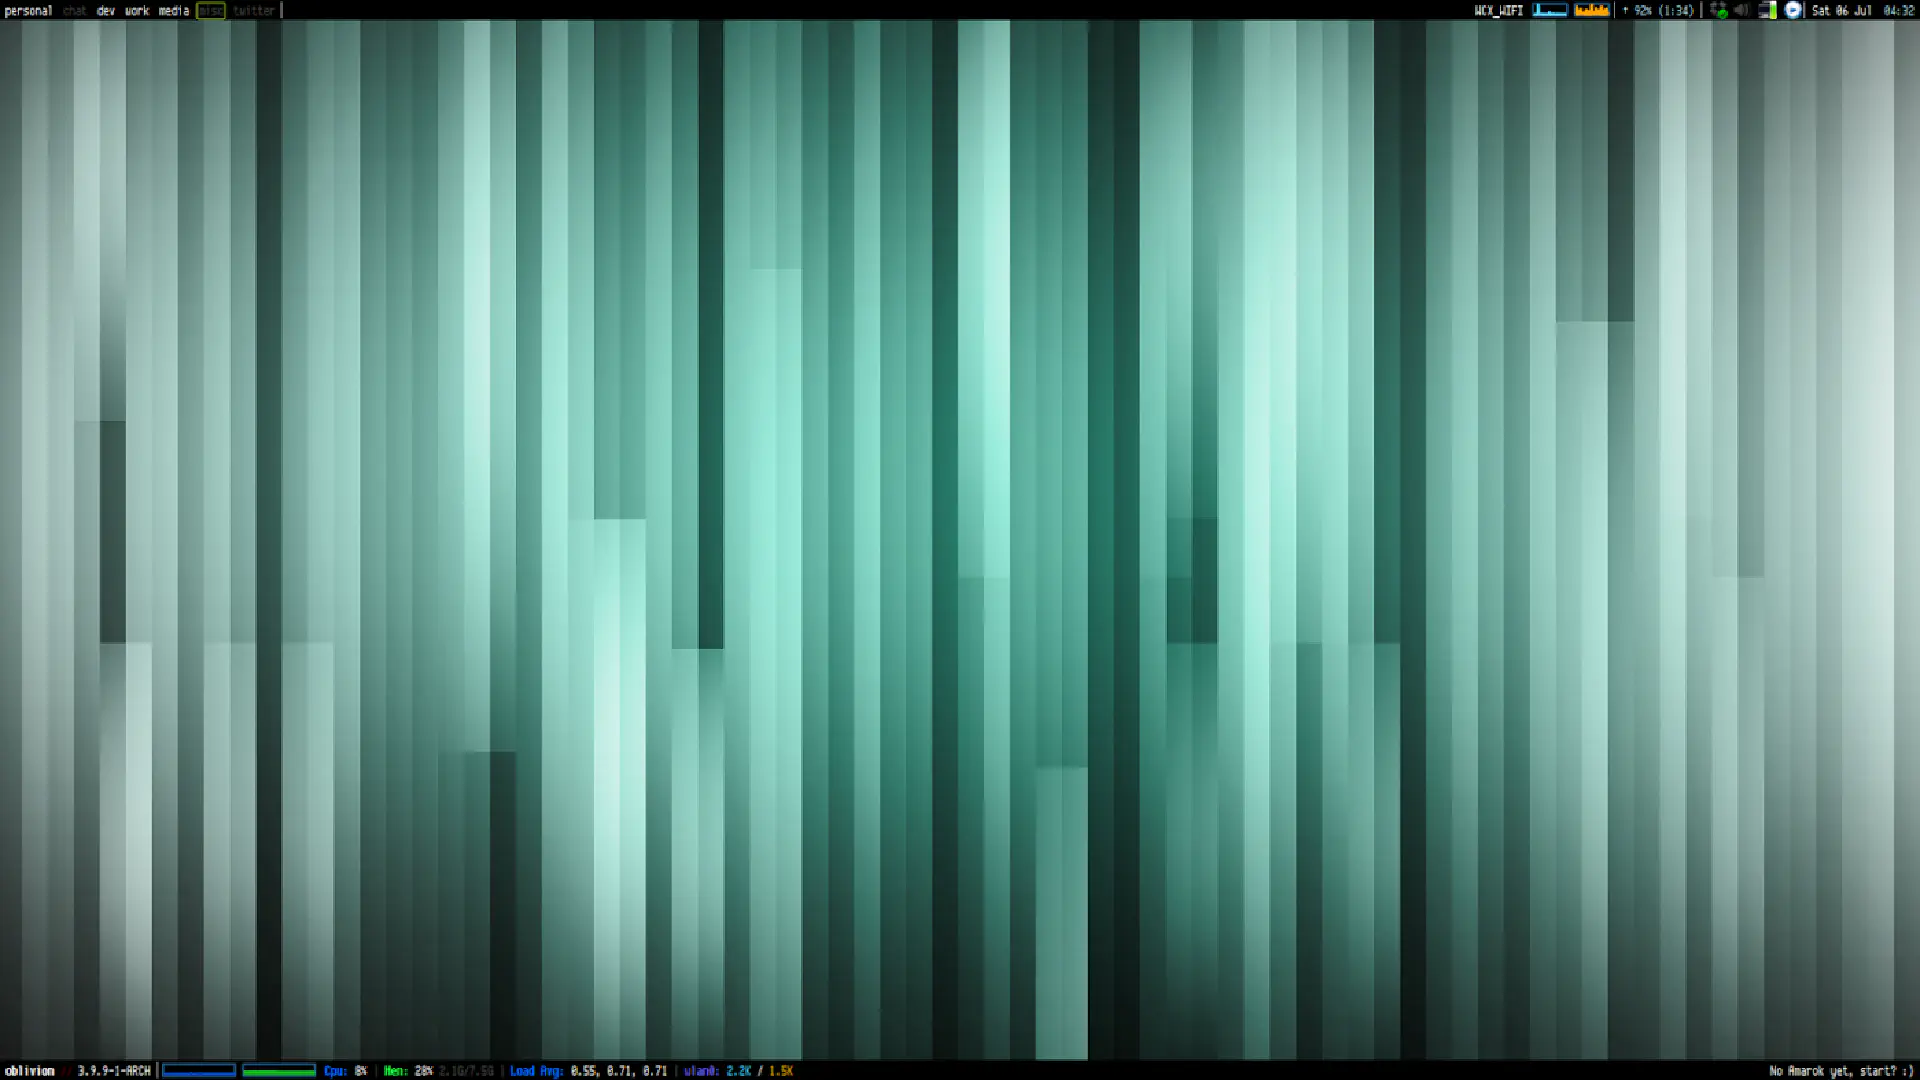 personal chat dev work media misc twitter
WCX_WIFI ↑ 92% (1:34) Sat 06 Jul 04:32
oblivion // 3.9.9-1-ARCH Cpu: 8% | Mem: 28% 2.1G/7.5G | Load Avg: 0.55, 0.71, 0.71 | wlan0: 2.2K / 1.5K
No Amarok yet, start? :)